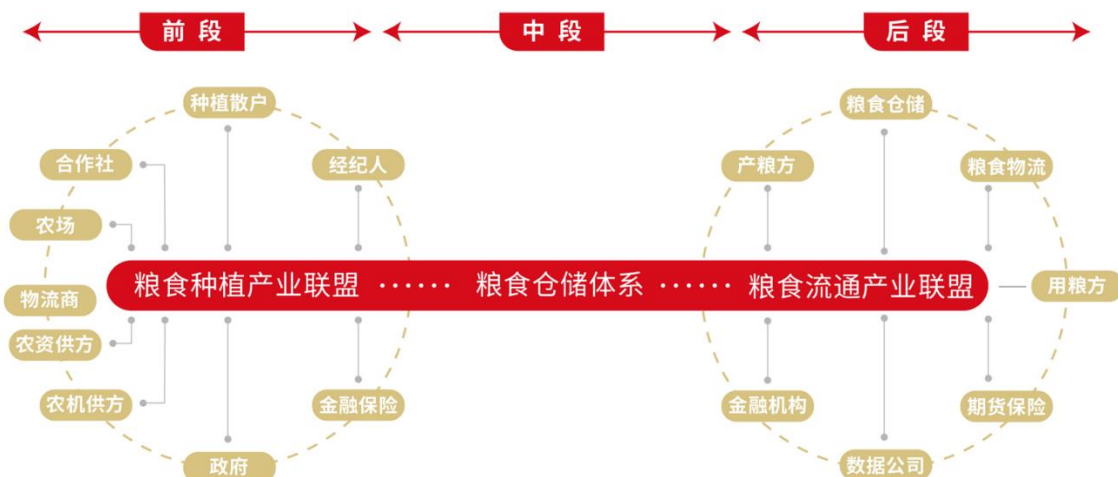 前段
中段
后段
种植散户
合作社
经纪人
农场
物流商
农资供方
农机供方
金融保险
政府
粮食种植产业联盟 ······ 粮食仓储体系 ······ 粮食流通产业联盟
粮食仓储
产粮方
粮食物流
用粮方
金融机构
期货保险
数据公司